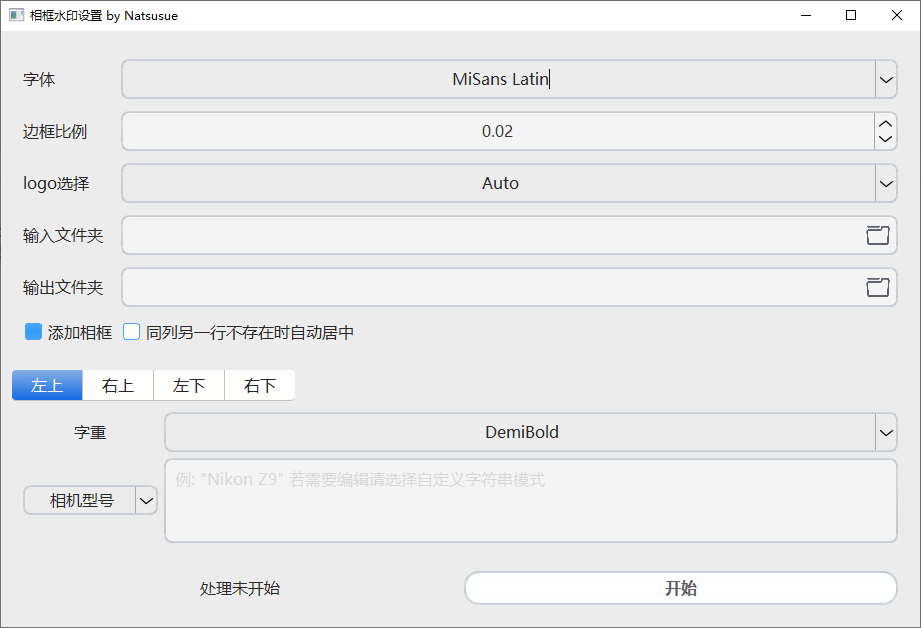 相框水印设置 by Natsusue
字体 MiSans Latin
边框比例 0.02
logo选择 Auto
输入文件夹
输出文件夹
添加相框 同列另一行不存在时自动居中
左上 右上 左下 右下
字重 DemiBold
例: "Nikon Z9" 若需要编辑请选择自定义字符串模式
相机型号
处理未开始 开始